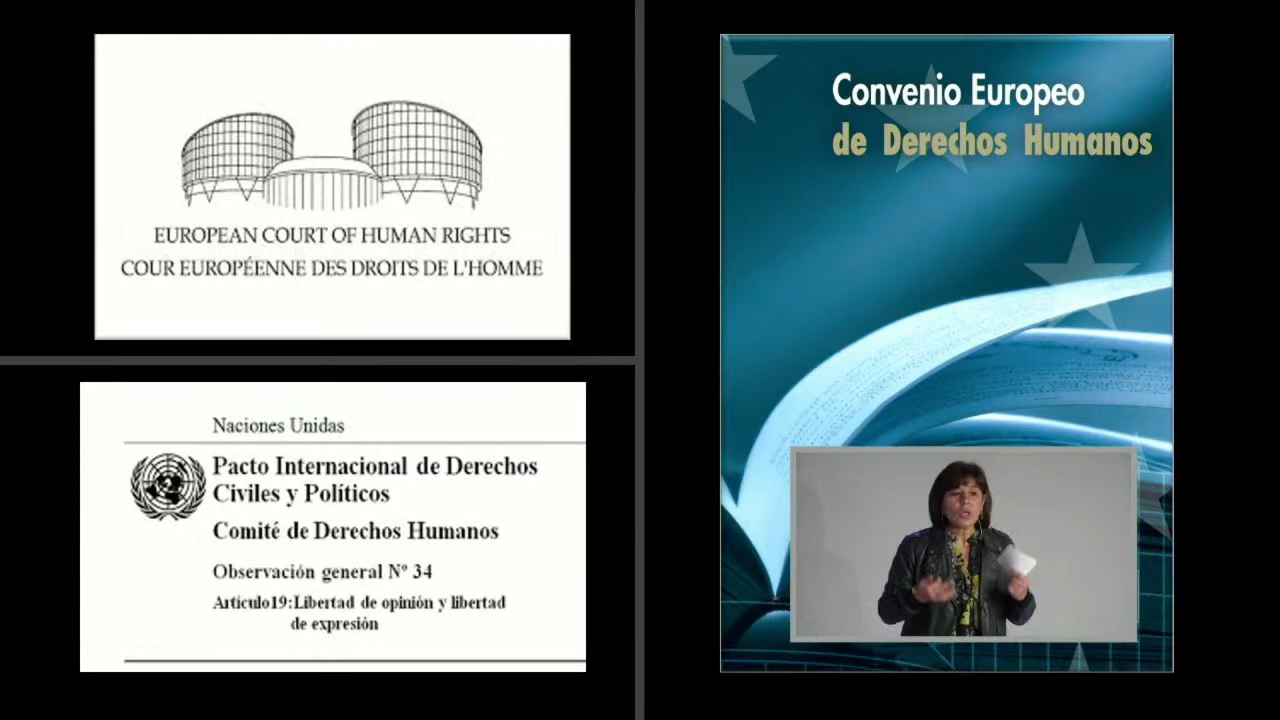 EUROPEAN COURT OF HUMAN RIGHTS
COUR EUROPÉENNE DES DROITS DE L'HOMME
Naciones Unidas
Pacto Internacional de Derechos
Civiles y Políticos
Comité de Derechos Humanos
Observación general Nº 34
Artículo19:Libertad de opinión y libertad
de expresión
Convenio Europeo
de Derechos Humanos